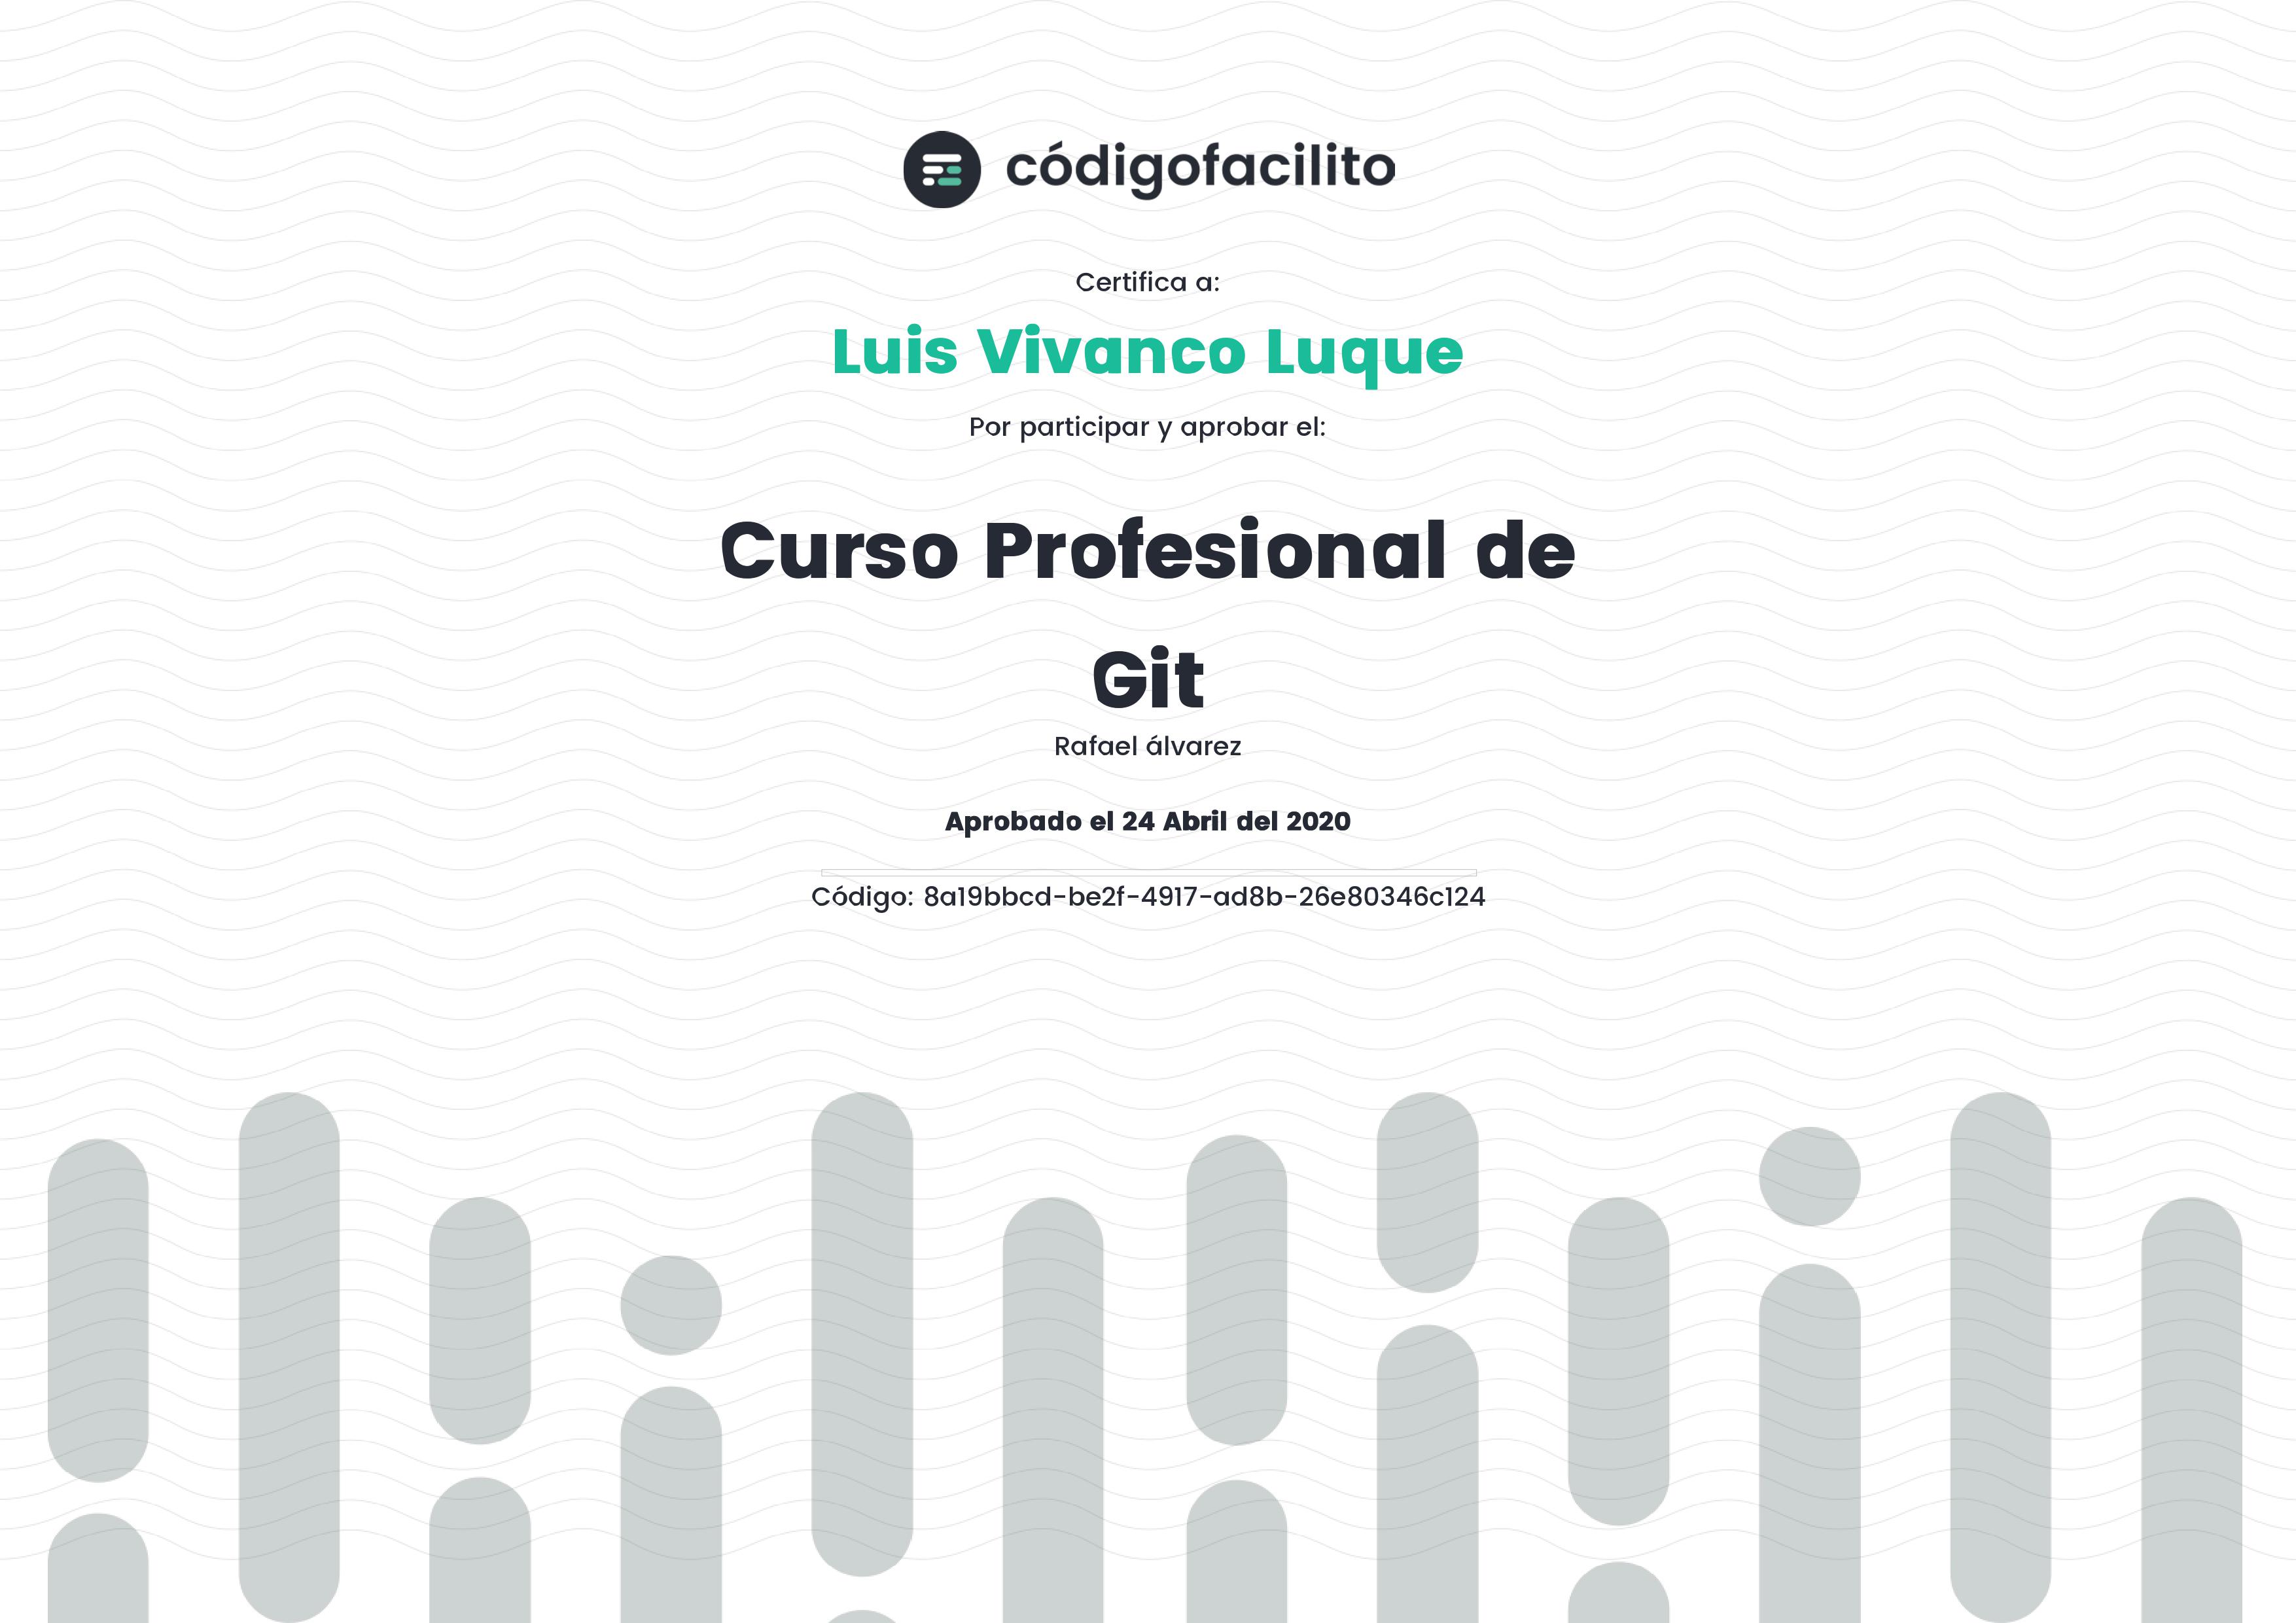 códigofacilito
Certifica a:
Luis Vivanco Luque
Por participar y aprobar el:
Curso Profesional de
Git
Rafael álvarez
Aprobado el 24 Abril del 2020
Código: 8a19bbcd-be2f-4917-ad8b-26e80346c124